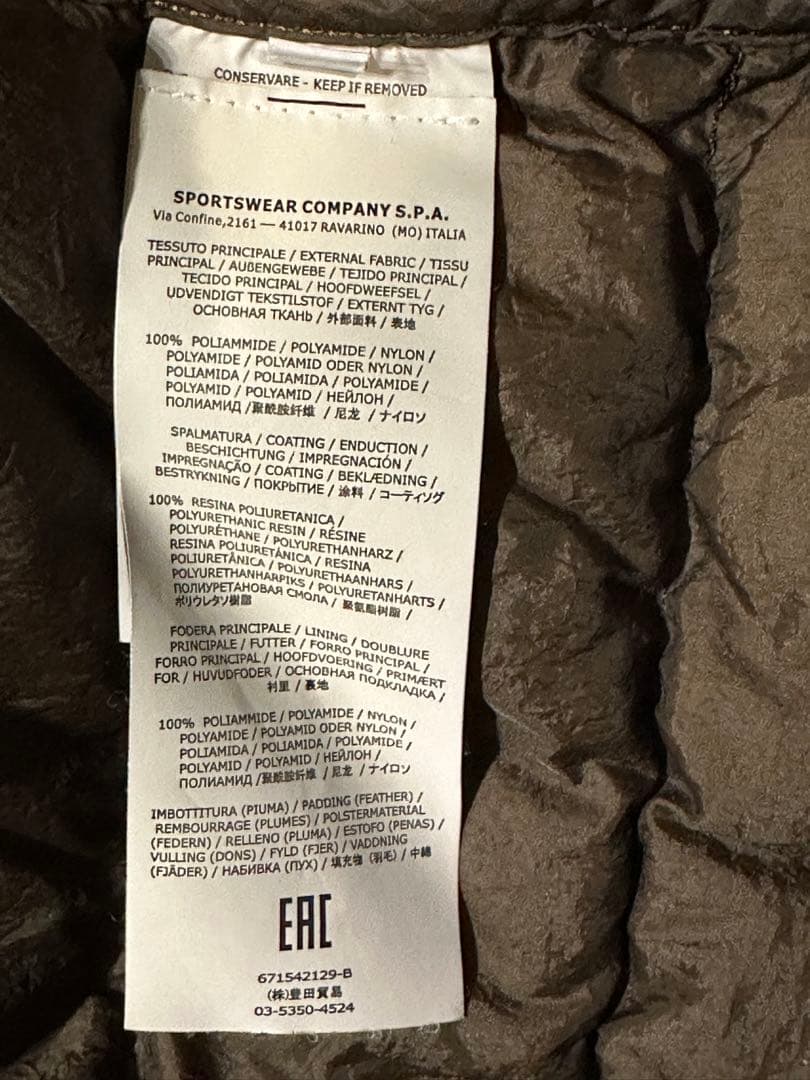 CONSERVARE - KEEP IF REMOVED
SPORTSWEAR COMPANY S.P.A.
Via Confine,2161 — 41017 RAVARINO (MO) ITALIA
TESSUTO PRINCIPALE / EXTERNAL FABRIC / TISSU
PRINCIPAL / AUßENGEWEBE / TEJIDO PRINCIPAL /
TECIDO PRINCIPAL / HOOFDWEEFSEL /
UDVENDIGT TEKSTILSTOF / EXTERNT TYG /
ОСНОВНАЯ ТКАНЬ / 外部面料 / 表地
100% POLIAMMIDE / POLYAMIDE / NYLON /
POLYAMIDE / POLYAMID ODER NYLON /
POLIAMIDA / POLIAMIDA / POLYAMIDE /
POLYAMID / POLYAMID / НЕЙЛОН /
ПОЛИАМИД /聚酰胺纤维 / 尼龙 / ナイロン
SPALMATURA / COATING / ENDUCTION /
BESCHICHTUNG / IMPREGNACIÓN /
IMPREGNAÇÃO / COATING / BEKLÆDNING /
BESTRYKNING / ПОКРЫТИЕ / 涂料 / コーティング
100% RESINA POLIURETANICA /
POLYURETHANIC RESIN / RÉSINE
POLYURÉTHANE / POLYURETHANHARZ /
RESINA POLIURETÁNICA / RESINA
POLIURETÂNICA / POLYURETHAANHARS /
POLYURETHANHARPIKS / POLYURETANHARTS /
ПОЛИУРЕТАНОВАЯ СМОЛА / 聚氨酯树脂 /
ポリウレタン樹脂
FODERA PRINCIPALE / LINING / DOUBLURE
PRINCIPALE / FUTTER / FORRO PRINCIPAL /
FORRO PRINCIPAL / HOOFDVOERING / PRIMÆRT
FOR / HUVUDFODER / ОСНОВНАЯ ПОДКЛАДКА /
衬里 / 裏地
100% POLIAMMIDE / POLYAMIDE / NYLON /
POLYAMIDE / POLYAMID ODER NYLON /
POLIAMIDA / POLIAMIDA / POLYAMIDE /
POLYAMID / POLYAMID / НЕЙЛОН /
ПОЛИАМИД /聚酰胺纤维 / 尼龙 / ナイロン
IMBOTTITURA (PIUMA) / PADDING (FEATHER) /
REMBOURRAGE (PLUMES) / POLSTERMATERIAL
(FEDERN) / RELLENO (PLUMA) / ESTOFO (PENAS) /
VULLING (DONS) / FYLD (FJER) / VADDNING
(FJÄDER) / НАБИВКА (ПУХ) / 填充物 (羽毛) / 中綿
EAC
671542129-B
(株)豊田貿易
03-5350-4524